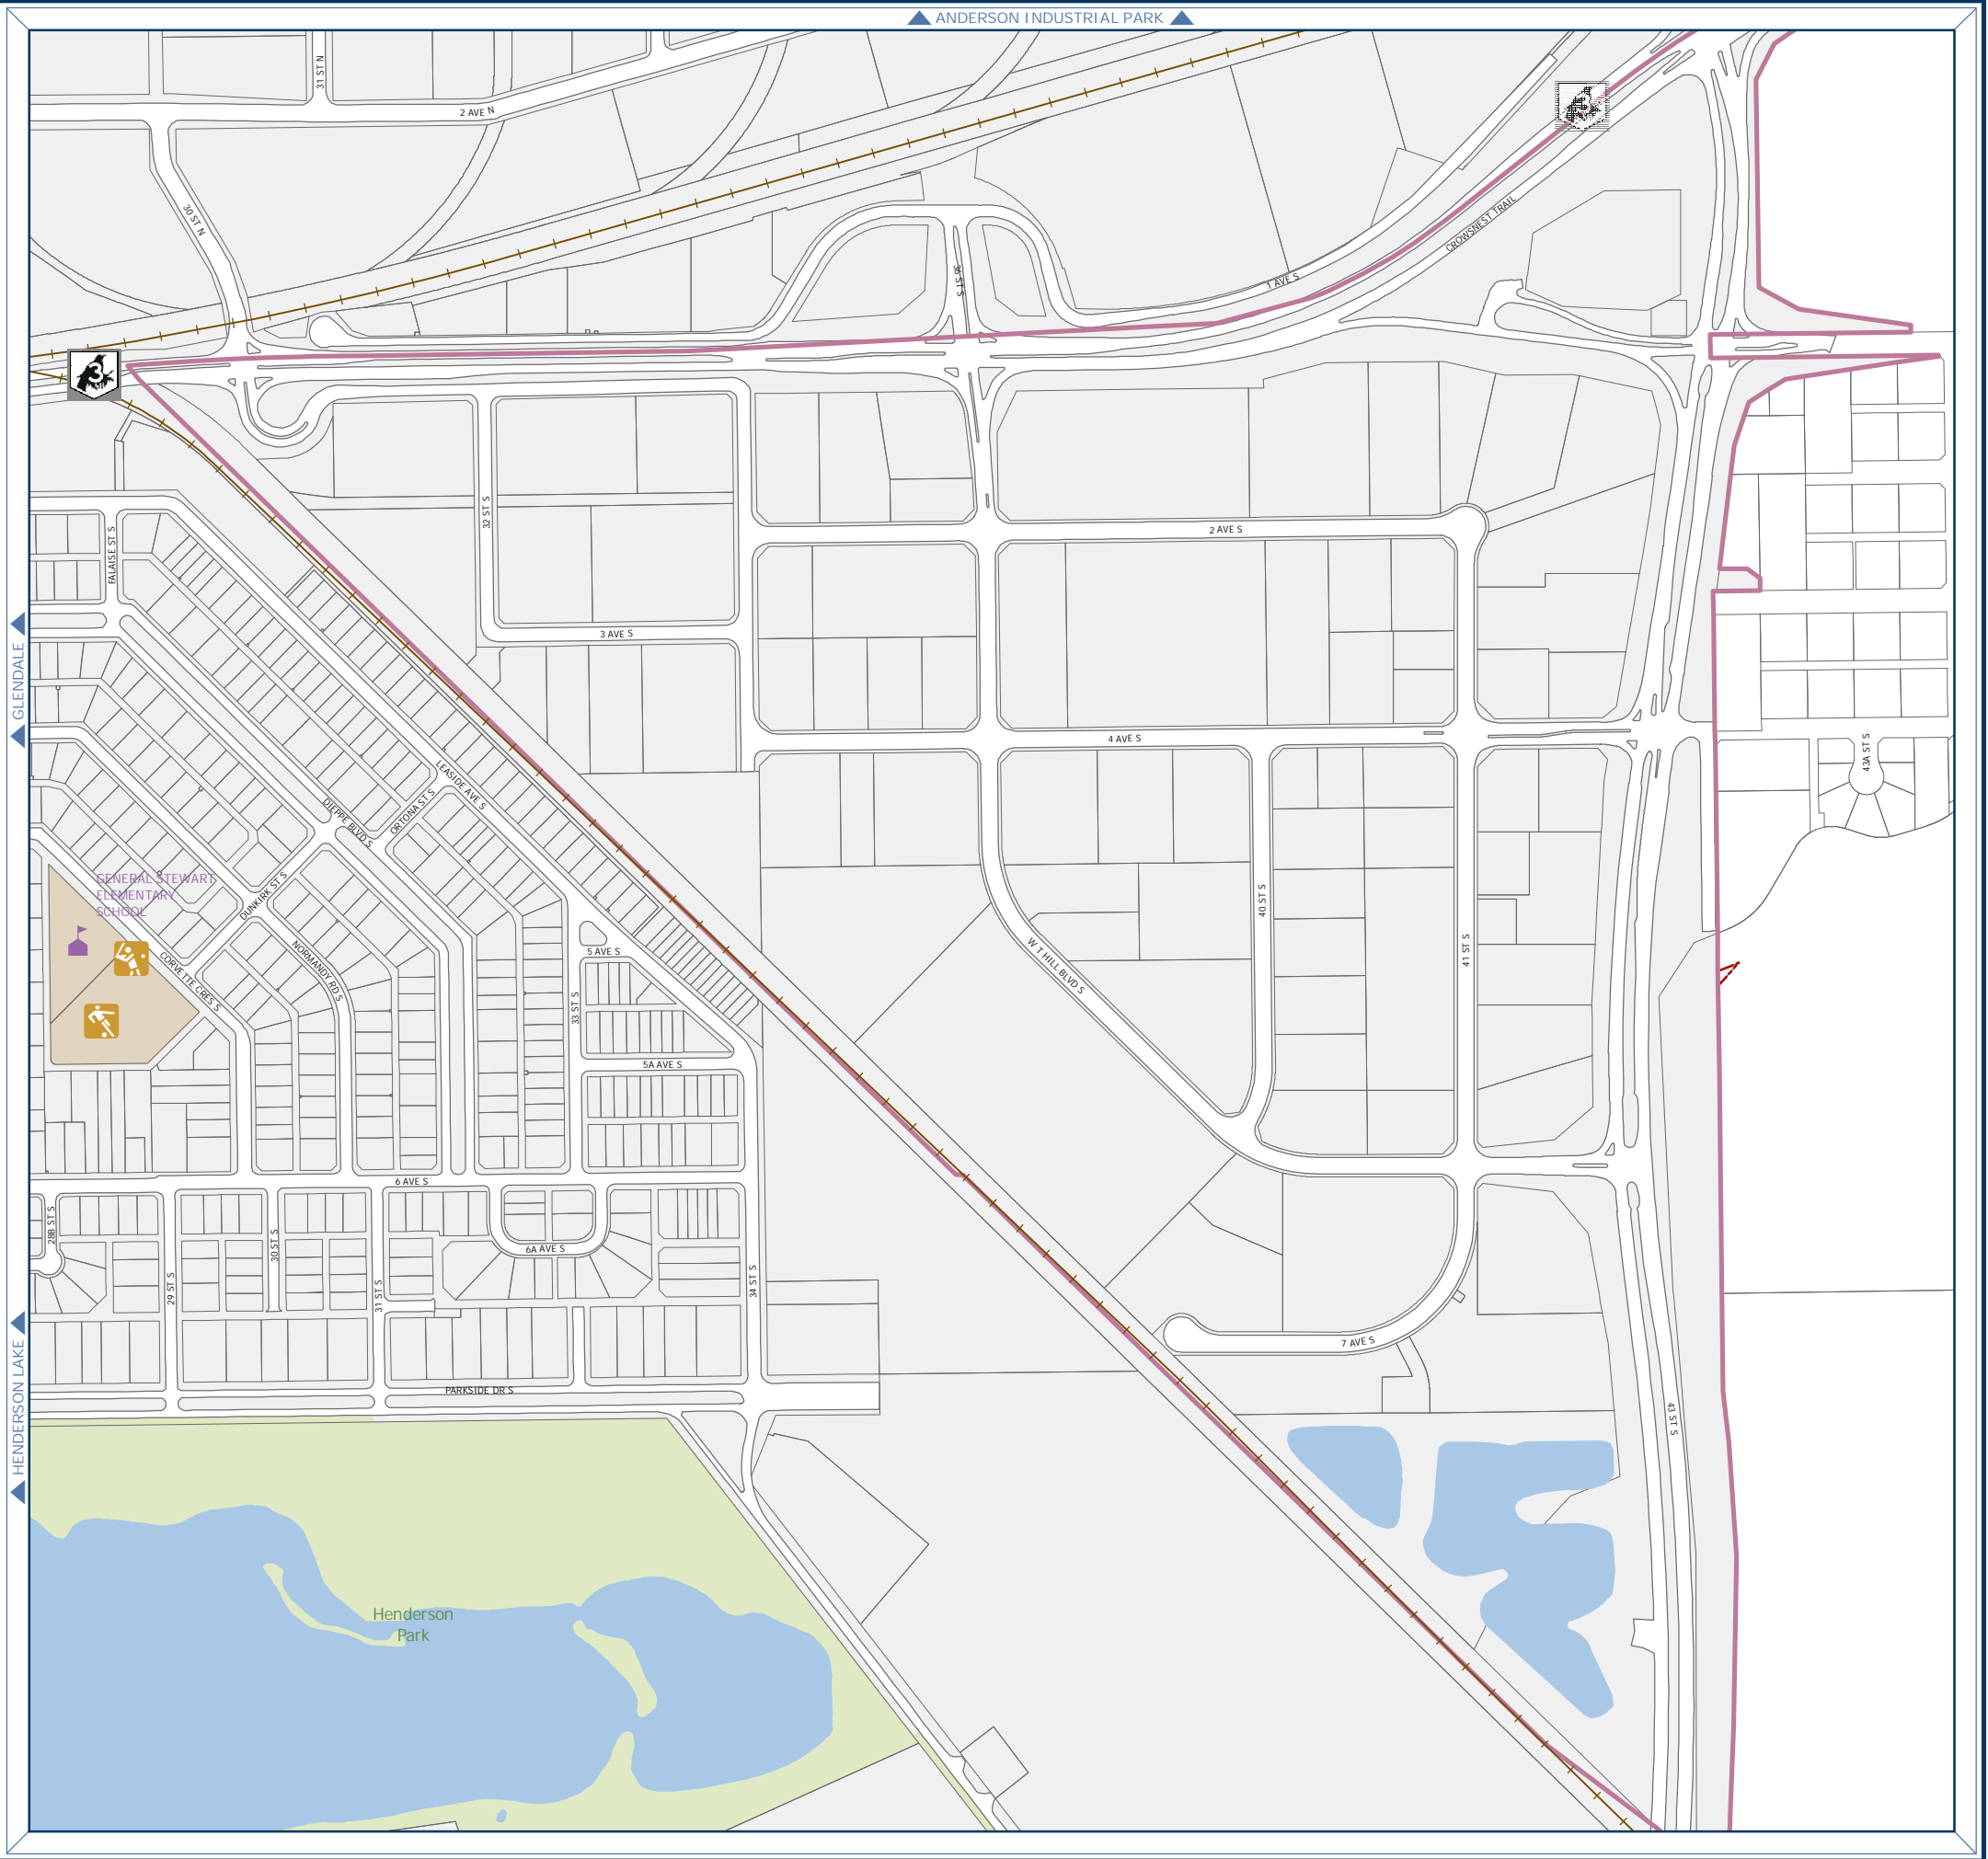 ANDERSON INDUSTRIAL PARK
31 ST N
2 AVE N
30 ST N
36 ST S
1 AVE S
CROWSNEST TRAIL
3
32 ST S
2 AVE S
FALAISE ST S
3 AVE S
GLENDALE
4 AVE S
43A ST S
LEASIDE AVE S
DIEPPE BLVD S
ORTONA ST S
GENERAL STEWART
ELEMENTARY
SCHOOL
DUNKIRK ST S
40 ST S
41 ST S
5 AVE S
W T HILL BLVD S
NORMANDY RD S
CORVETTE CRES S
33 ST S
5A AVE S
6 AVE S
28B ST S
30 ST S
6A AVE S
29 ST S
31 ST S
34 ST S
7 AVE S
HENDERSON LAKE
PARKSIDE DR S
43 ST S
Henderson
Park